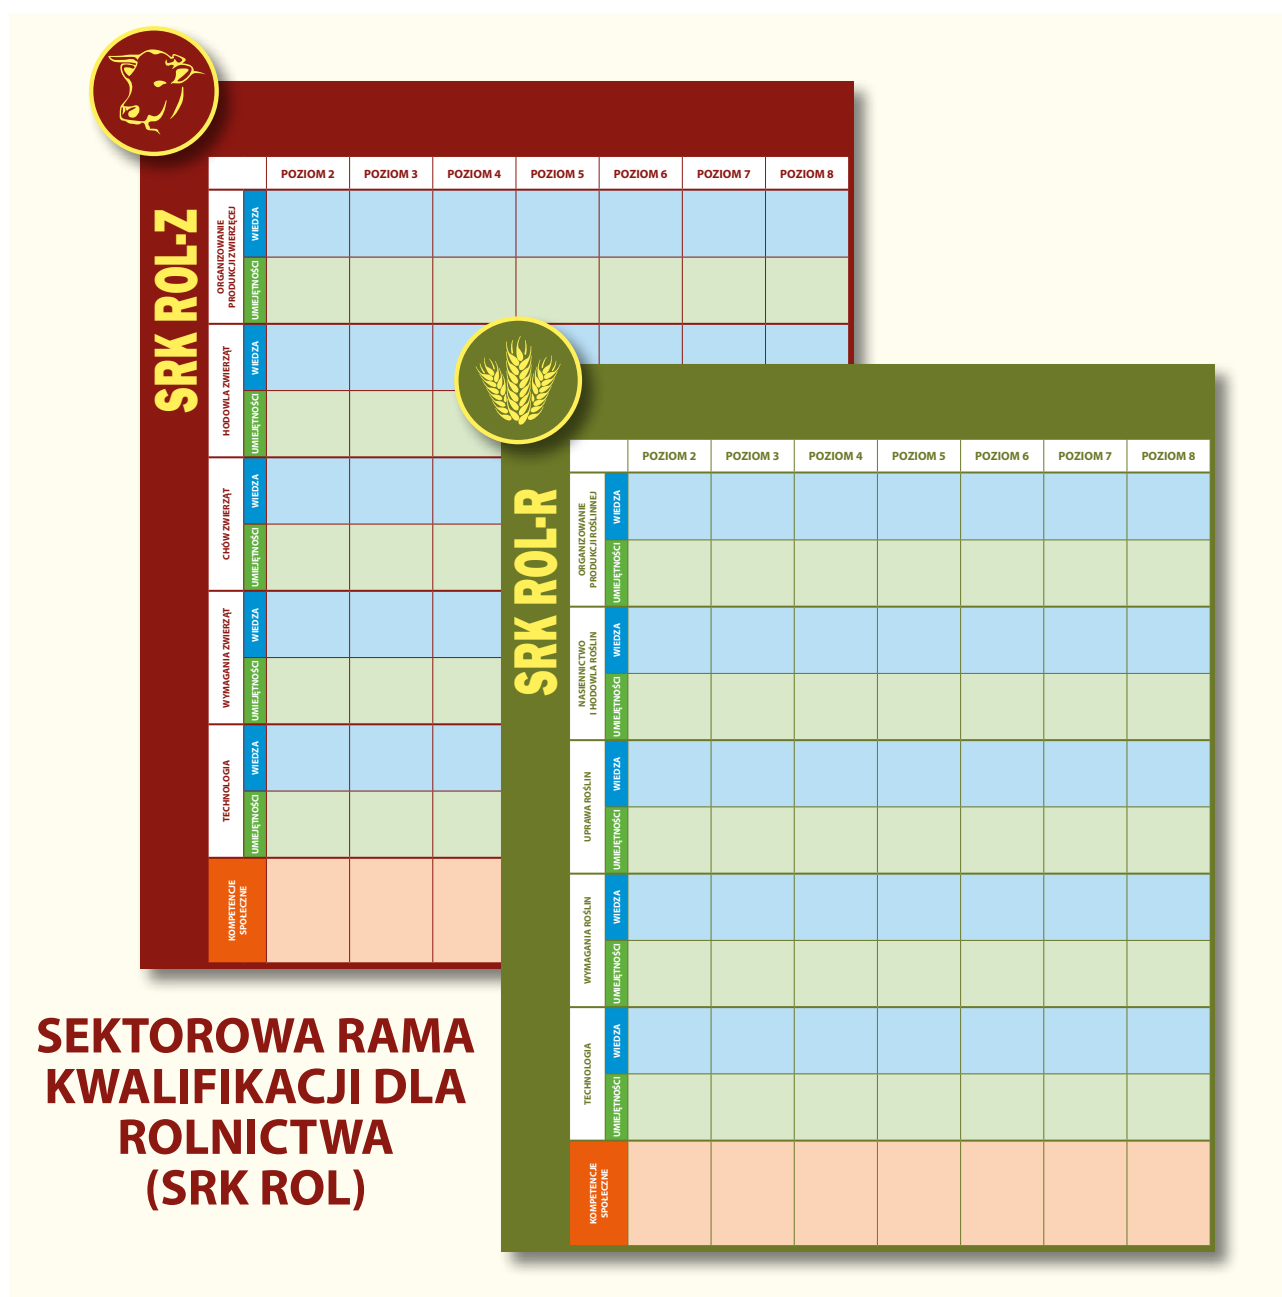 SRK ROL-Z
POZIOM 2 POZIOM 3 POZIOM 4 POZIOM 5 POZIOM 6 POZIOM 7 POZIOM 8
ORGANIZOWANIE
PRODUKCJI ZWIERZĘCEJ
WIEDZA
UMIEJĘTNOŚCI
HODOWLA ZWIERZĄT
WIEDZA
UMIEJĘTNOŚCI
CHÓW ZWIERZĄT
WIEDZA
UMIEJĘTNOŚCI
WYMAGANIA ZWIERZĄT
WIEDZA
UMIEJĘTNOŚCI
TECHNOLOGIA
WIEDZA
UMIEJĘTNOŚCI
KOMPETENCJE
SPOŁECZNE
SRK ROL-R
POZIOM 2 POZIOM 3 POZIOM 4 POZIOM 5 POZIOM 6 POZIOM 7 POZIOM 8
ORGANIZOWANIE
PRODUKCJI ROŚLINNEJ
WIEDZA
UMIEJĘTNOŚCI
NASIENNICTWO
I HODOWLA ROŚLIN
WIEDZA
UMIEJĘTNOŚCI
UPRAWA ROŚLIN
WIEDZA
UMIEJĘTNOŚCI
WYMAGANIA ROŚLIN
WIEDZA
UMIEJĘTNOŚCI
TECHNOLOGIA
WIEDZA
UMIEJĘTNOŚCI
KOMPETENCJE
SPOŁECZNE
SEKTOROWA RAMA
KWALIFIKACJI DLA
ROLNICTWA
(SRK ROL)